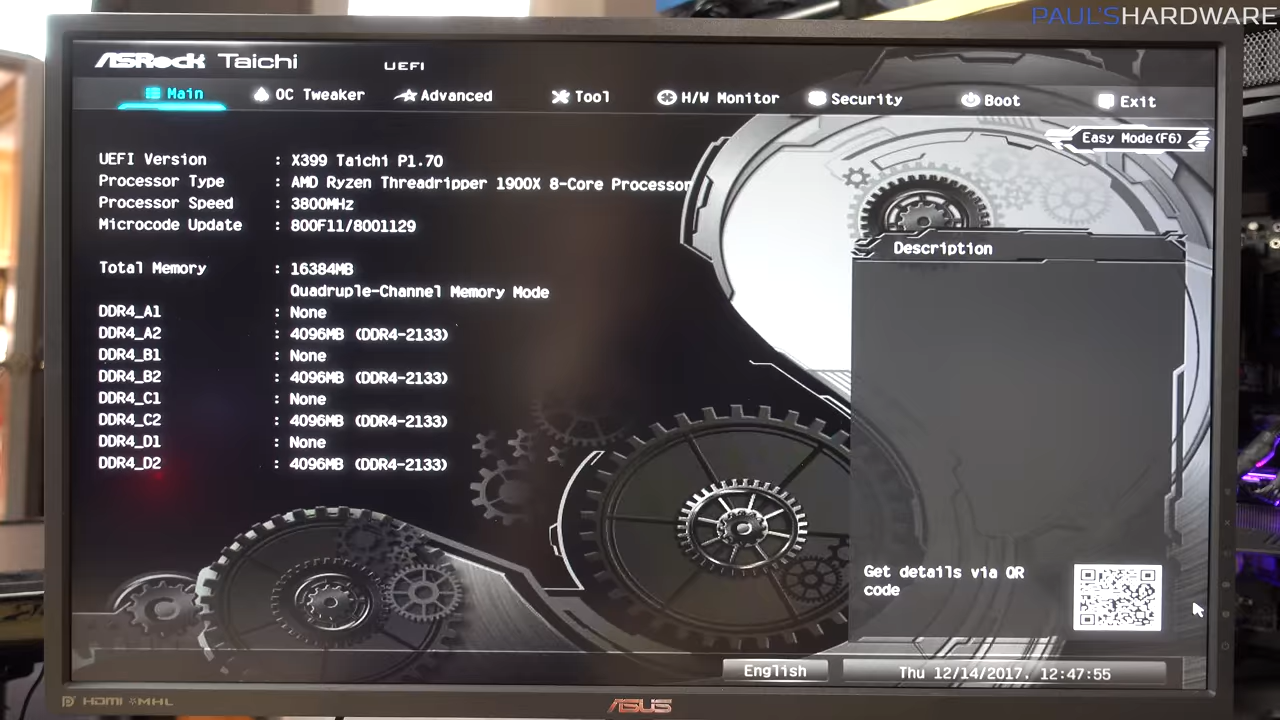 PAUL'SHARDWARE
ASRock Taichi UEFI
Main OC Tweaker Advanced Tool H/W Monitor Security Boot Exit
Easy Mode(F6)
UEFI Version : X399 Taichi P1.70
Processor Type : AMD Ryzen Threadripper 1900X 8-Core Processor
Processor Speed : 3800MHz
Microcode Update : 800F11/8001129
Description
Total Memory : 16384MB
Quadruple-Channel Memory Mode
DDR4_A1 : None
DDR4_A2 : 4096MB (DDR4-2133)
DDR4_B1 : None
DDR4_B2 : 4096MB (DDR4-2133)
DDR4_C1 : None
DDR4_C2 : 4096MB (DDR4-2133)
DDR4_D1 : None
DDR4_D2 : 4096MB (DDR4-2133)
Get details via QR
code
English Thu 12/14/2017. 12:47:55
HDMI MHL
ASUS